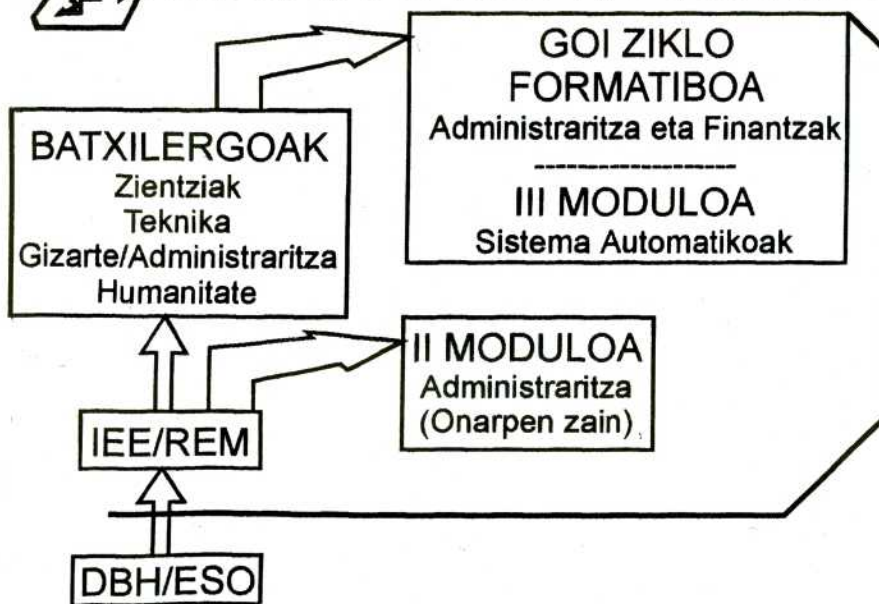 GOI ZIKLO
FORMATIBOA
Administraritza eta Finantzak
--------------------
III MODULOA
Sistema Automatikoak
BATXILERGOAK
Zientziak
Teknika
Gizarte/Administraritza
Humanitate
II MODULOA
Administraritza
(Onarpen zain)
IEE/REM
DBH/ESO